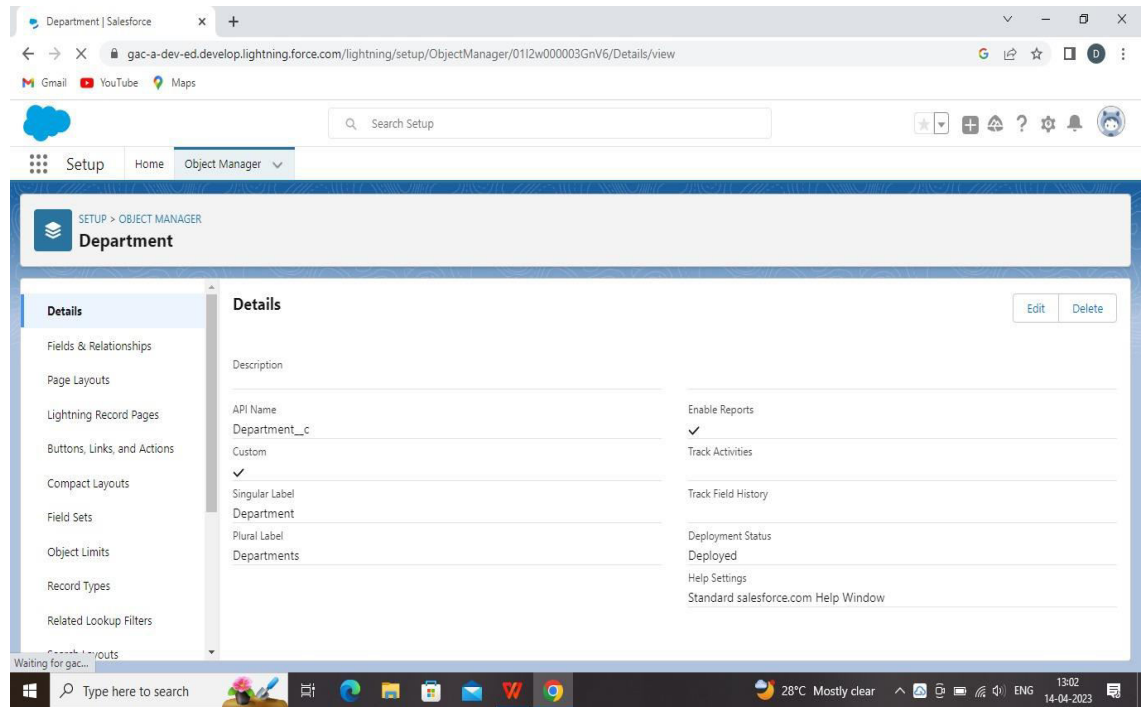 Department | Salesforce
gac-a-dev-ed.develop.lightning.force.com/lightning/setup/ObjectManager/01I2w000003GnV6/Details/view
G
D
Gmail YouTube Maps
Search Setup
Setup Home Object Manager
SETUP > OBJECT MANAGER
Department
Details
Fields & Relationships
Page Layouts
Lightning Record Pages
Buttons, Links, and Actions
Compact Layouts
Field Sets
Object Limits
Record Types
Related Lookup Filters
Details
Edit Delete
Description
API Name
Department__c
Custom
Singular Label
Department
Plural Label
Departments
Enable Reports
Track Activities
Track Field History
Deployment Status
Deployed
Help Settings
Standard salesforce.com Help Window
Waiting for gac...
Type here to search
28°C Mostly clear
ENG
13:02
14-04-2023